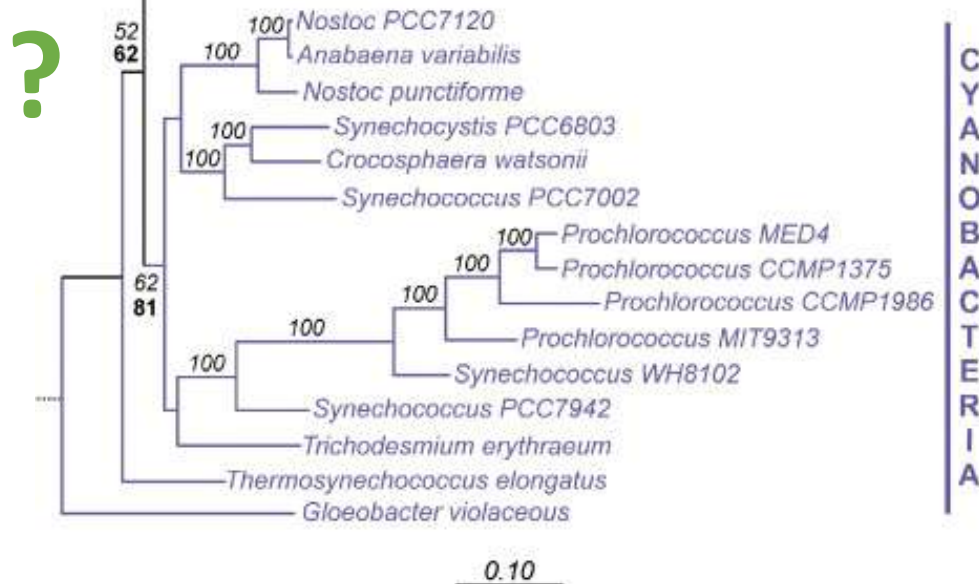 ?
52
62
100
100
Nostoc PCC7120
Anabaena variabilis
Nostoc punctiforme
100
100
Synechocystis PCC6803
Crocosphaera watsonii
Synechococcus PCC7002
62
81
100
100
100
100
100
Prochlorococcus MED4
Prochlorococcus CCMP1375
Prochlorococcus CCMP1986
Prochlorococcus MIT9313
Synechococcus WH8102
Synechococcus PCC7942
Trichodesmium erythraeum
Thermosynechococcus elongatus
Gloeobacter violaceous
CYANOBACTERIA
0.10